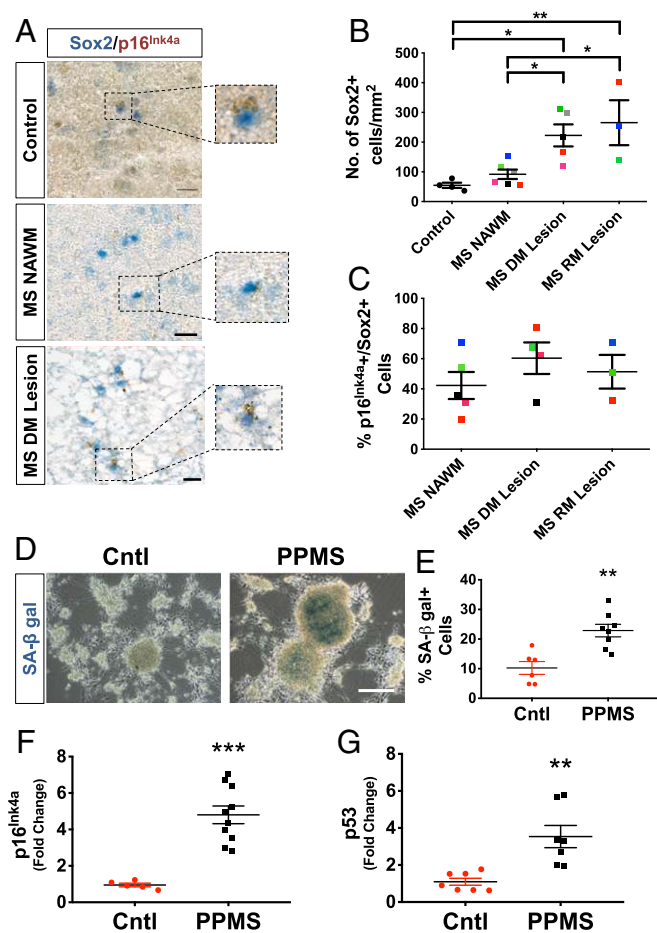 A
Sox2/p16Ink4a
Control
MS NAWM
MS DM Lesion
B
**
*
*
*
No. of Sox2+
cells/mm2
500
400
300
200
100
0
Control
MS NAWM
MS DM Lesion
MS RM Lesion
C
% p16Ink4a+/Sox2+
Cells
100
80
60
40
20
0
MS NAWM
MS DM Lesion
MS RM Lesion
D
Cntl
PPMS
SA-β gal
E
**
% SA-β gal+
Cells
40
30
20
10
0
Cntl
PPMS
F
***
p16Ink4a
(Fold Change)
8
6
4
2
0
Cntl
PPMS
G
**
p53
(Fold Change)
8
6
4
2
0
Cntl
PPMS